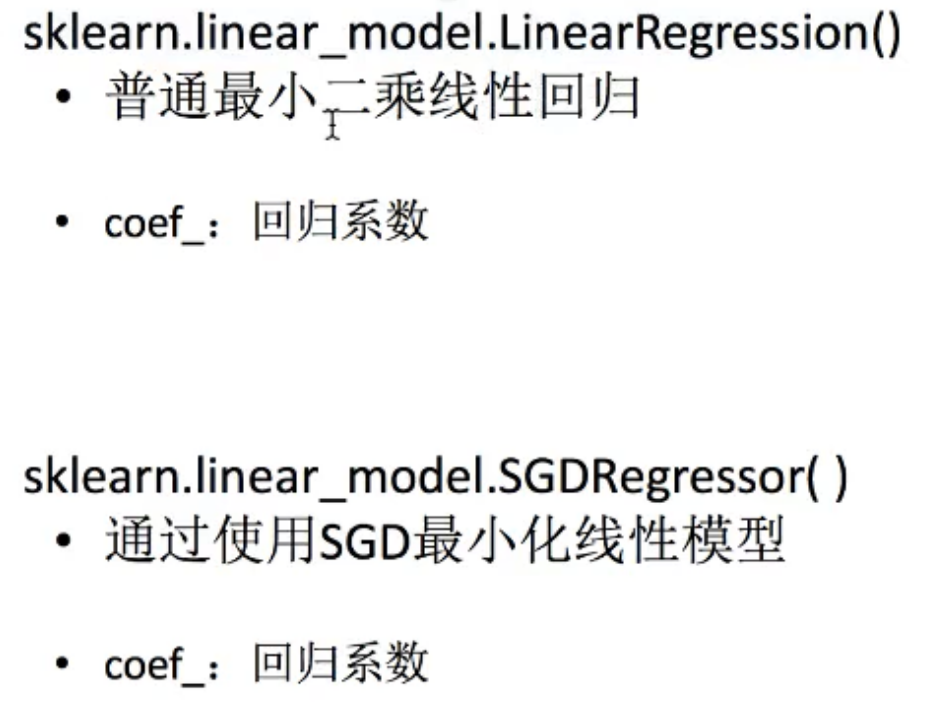 sklearn.linear_model.LinearRegression()
• 普通最小二乘线性回归
• coef_：回归系数
sklearn.linear_model.SGDRegressor( )
• 通过使用SGD最小化线性模型
• coef_：回归系数